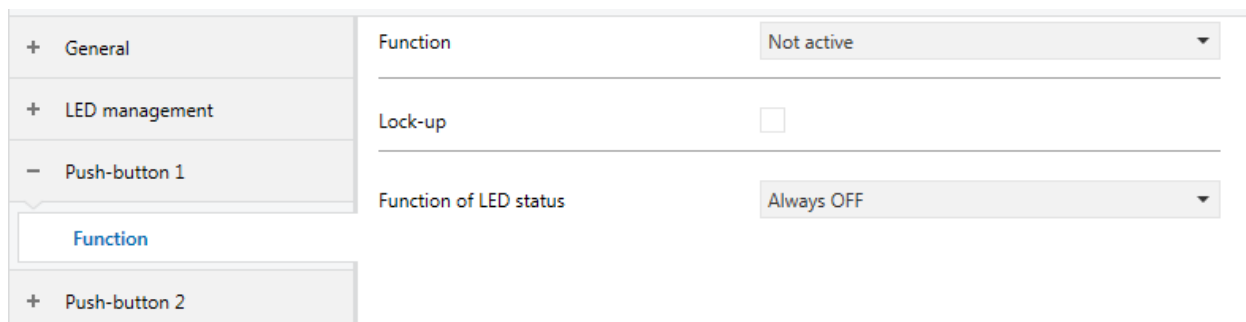 General
LED management
Push-button 1
Function
Push-button 2
Function
Not active
Lock-up
Function of LED status
Always OFF